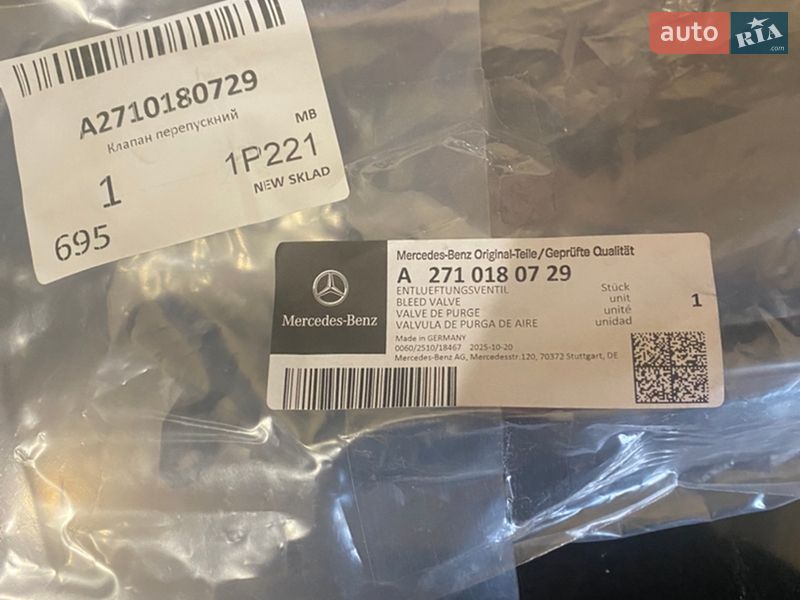 auto RIA
A2710180729
Клапан перепускний
MB
1
1P221
NEW SKLAD
695
Mercedes-Benz
Mercedes-Benz Original-Teile/Geprüfte Qualität
A 271 018 07 29
ENTLUEFTUNGSVENTIL Stück
BLEED VALVE unit 1
VALVE DE PURGE unité
VALVULA DE PURGA DE AIRE unidad
Made in GERMANY
0060/2510/18467 2025-10-20
Mercedes-Benz AG, Mercedesstr.120, 70372 Stuttgart, DE